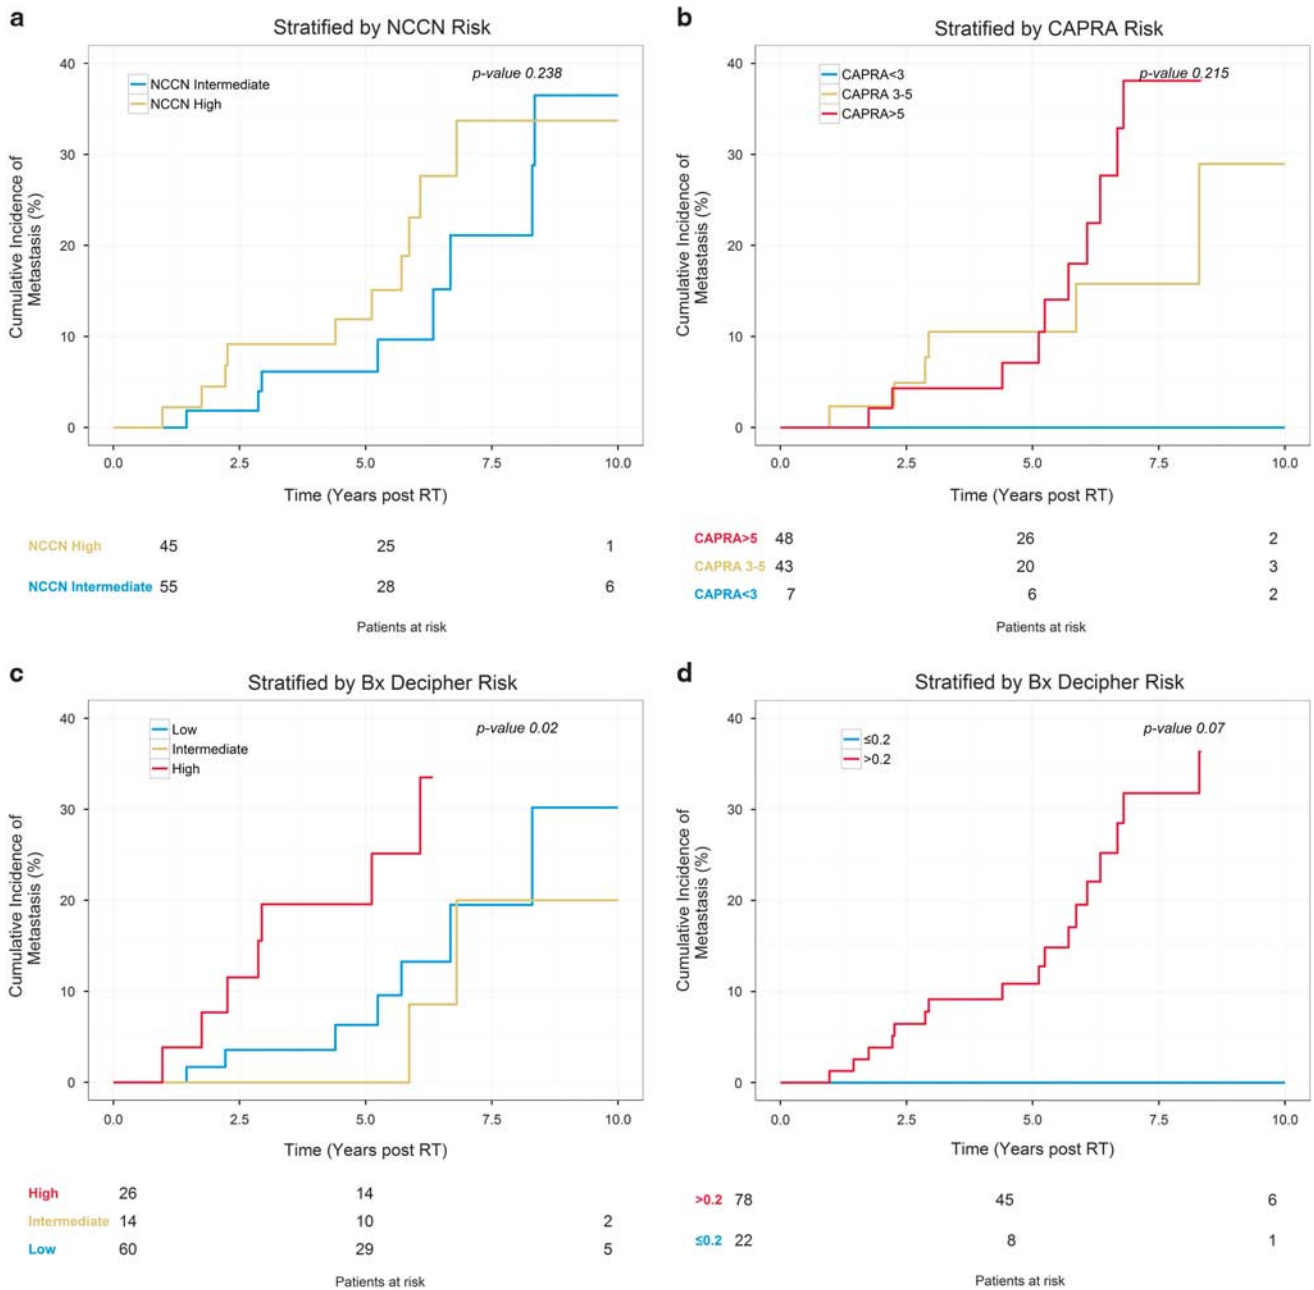 a
Stratified by NCCN Risk
p-value 0.238
NCCN Intermediate
NCCN High
Cumulative Incidence of
Metastasis (%)
40
30
20
10
0
0.0 2.5 5.0 7.5 10.0
Time (Years post RT)
NCCN High 45 25 1
NCCN Intermediate 55 28 6
Patients at risk
b
Stratified by CAPRA Risk
p-value 0.215
CAPRA<3
CAPRA 3-5
CAPRA>5
Cumulative Incidence of
Metastasis (%)
40
30
20
10
0
0.0 2.5 5.0 7.5 10.0
Time (Years post RT)
CAPRA>5 48 26 2
CAPRA 3-5 43 20 3
CAPRA<3 7 6 2
Patients at risk
c
Stratified by Bx Decipher Risk
p-value 0.02
Low
Intermediate
High
Cumulative Incidence of
Metastasis (%)
40
30
20
10
0
0.0 2.5 5.0 7.5 10.0
Time (Years post RT)
High 26 14
Intermediate 14 10 2
Low 60 29 5
Patients at risk
d
Stratified by Bx Decipher Risk
p-value 0.07
≤0.2
>0.2
Cumulative Incidence of
Metastasis (%)
40
30
20
10
0
0.0 2.5 5.0 7.5 10.0
Time (Years post RT)
>0.2 78 45 6
≤0.2 22 8 1
Patients at risk